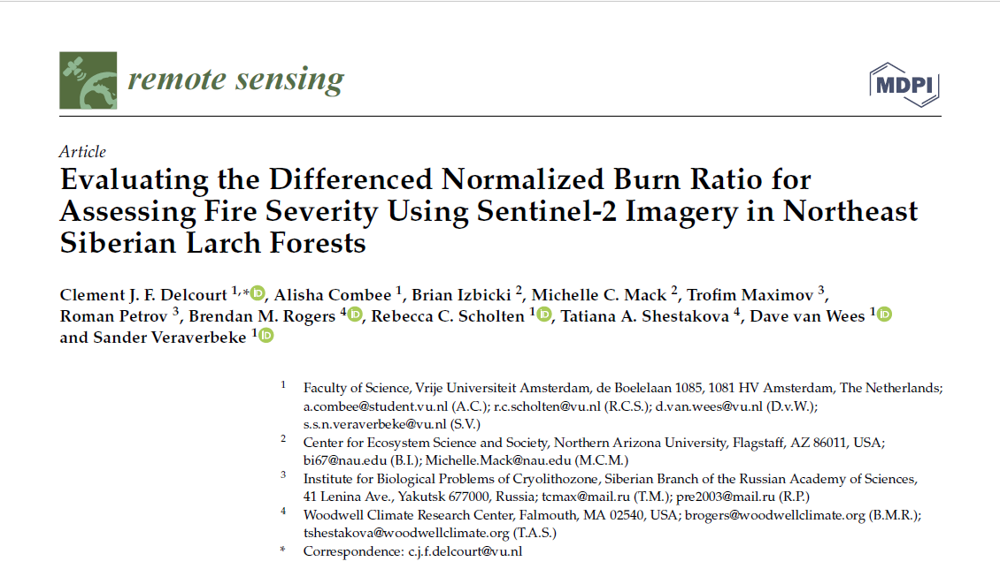 remote sensing
MDPI
Article
Evaluating the Differenced Normalized Burn Ratio for
Assessing Fire Severity Using Sentinel-2 Imagery in Northeast
Siberian Larch Forests
Clement J. F. Delcourt 1,* iD, Alisha Combee 1, Brian Izbicki 2, Michelle C. Mack 2, Trofim Maximov 3,
Roman Petrov 3, Brendan M. Rogers 4 iD, Rebecca C. Scholten 1 iD, Tatiana A. Shestakova 4, Dave van Wees 1 iD
and Sander Veraverbeke 1 iD
1 Faculty of Science, Vrije Universiteit Amsterdam, de Boelelaan 1085, 1081 HV Amsterdam, The Netherlands;
a.combee@student.vu.nl (A.C.); r.c.scholten@vu.nl (R.C.S.); d.van.wees@vu.nl (D.v.W.);
s.s.n.veraverbeke@vu.nl (S.V.)
2 Center for Ecosystem Science and Society, Northern Arizona University, Flagstaff, AZ 86011, USA;
bi67@nau.edu (B.I.); Michelle.Mack@nau.edu (M.C.M.)
3 Institute for Biological Problems of Cryolithozone, Siberian Branch of the Russian Academy of Sciences,
41 Lenina Ave., Yakutsk 677000, Russia; tcmax@mail.ru (T.M.); pre2003@mail.ru (R.P.)
4 Woodwell Climate Research Center, Falmouth, MA 02540, USA; brogers@woodwellclimate.org (B.M.R.);
tshestakova@woodwellclimate.org (T.A.S.)
* Correspondence: c.j.f.delcourt@vu.nl